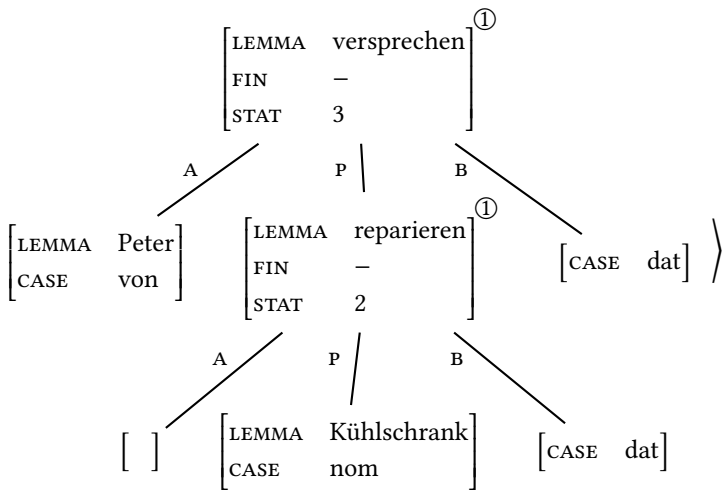 [LEMMA versprechen]①
[FIN –]
[STAT 3]
A P B
[LEMMA Peter]
[CASE von]
[LEMMA reparieren]①
[FIN –]
[STAT 2]
[CASE dat] ⟩
A P B
[ ]
[LEMMA Kühlschrank]
[CASE nom]
[CASE dat]